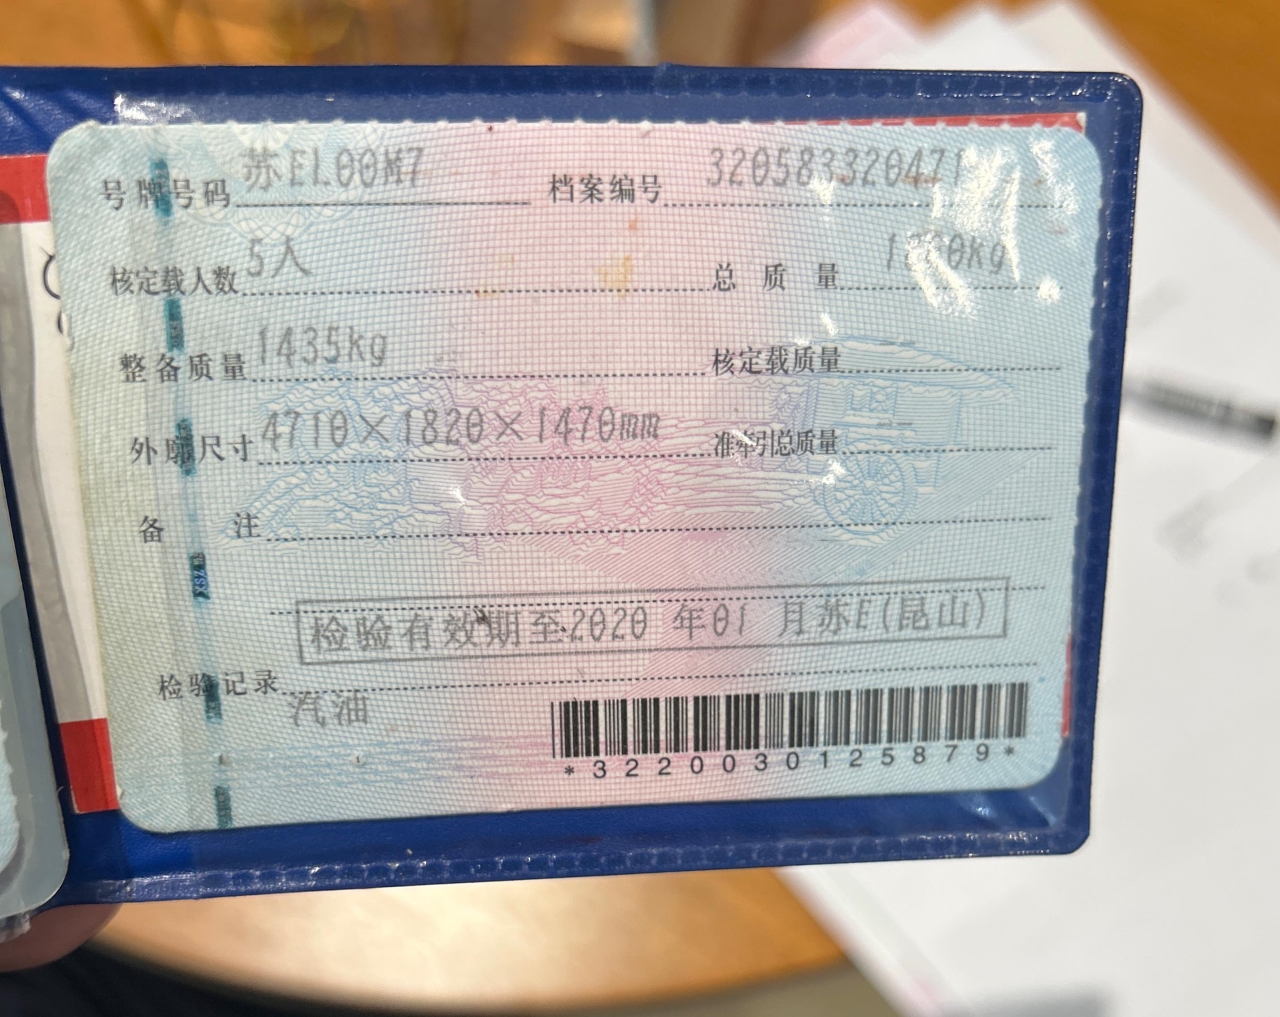 号牌号码 苏EL00M7 档案编号 320583320471
核定载人数 5人 总质量
整备质量 1435kg 核定载质量 --
外廓尺寸 4710×1820×1470mm 准牵引总质量 --
备注
检验有效期至2020年01月苏E(昆山)
检验记录
汽油
*3220030125879*